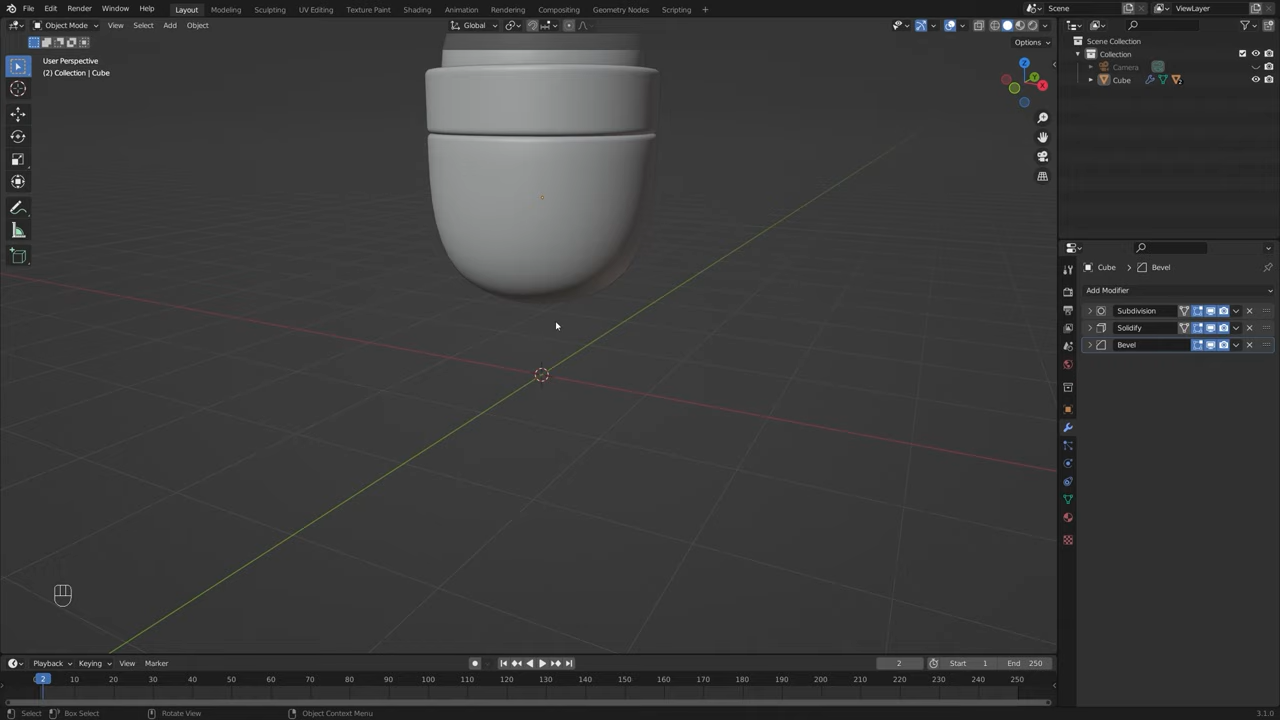 File Edit Render Window Help Layout Modeling Sculpting UV Editing Texture Paint Shading Animation Rendering Compositing Geometry Nodes Scripting + Scene ViewLayer
Object Mode View Select Add Object Global
Options
User Perspective
(2) Collection | Cube
Z
Y
X
Scene Collection
Collection
Camera
Cube
Cube > Bevel
Add Modifier
Subdivision
Solidify
Bevel
Playback Keying View Marker 2 Start 1 End 250
2 10 20 30 40 50 60 70 80 90 100 110 120 130 140 150 160 170 180 190 200 210 220 230 240 250
Select Box Select Rotate View Object Context Menu 3.1.0